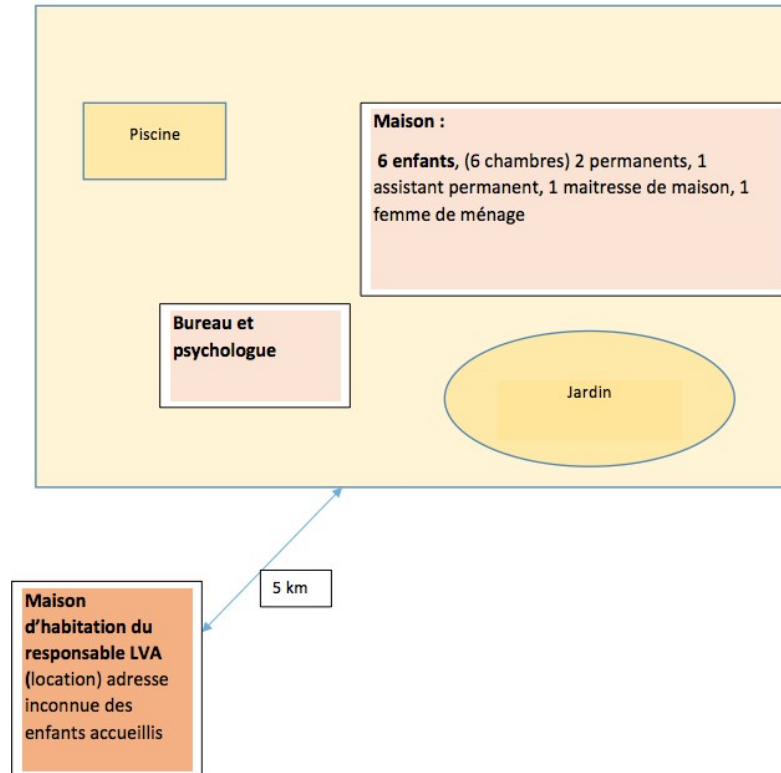 Piscine
Maison :
6 enfants, (6 chambres) 2 permanents, 1
assistant permanent, 1 maitresse de maison, 1
femme de ménage
Bureau et
psychologue
Jardin
5 km
Maison
d’habitation du
responsable LVA
(location) adresse
inconnue des
enfants accueillis